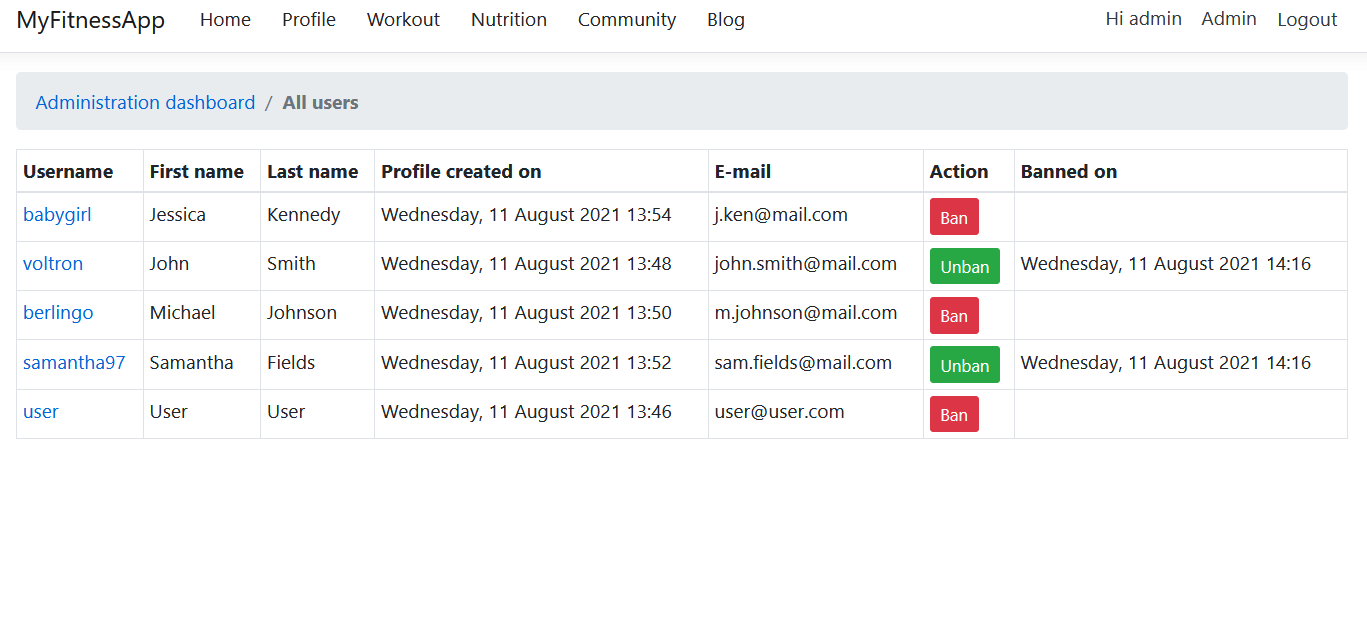 MyFitnessApp Home Profile Workout Nutrition Community Blog Hi admin Admin Logout
Administration dashboard / All users
Username First name Last name Profile created on E-mail Action Banned on
babygirl Jessica Kennedy Wednesday, 11 August 2021 13:54 j.ken@mail.com Ban
voltron John Smith Wednesday, 11 August 2021 13:48 john.smith@mail.com Unban Wednesday, 11 August 2021 14:16
berlingo Michael Johnson Wednesday, 11 August 2021 13:50 m.johnson@mail.com Ban
samantha97 Samantha Fields Wednesday, 11 August 2021 13:52 sam.fields@mail.com Unban Wednesday, 11 August 2021 14:16
user User User Wednesday, 11 August 2021 13:46 user@user.com Ban